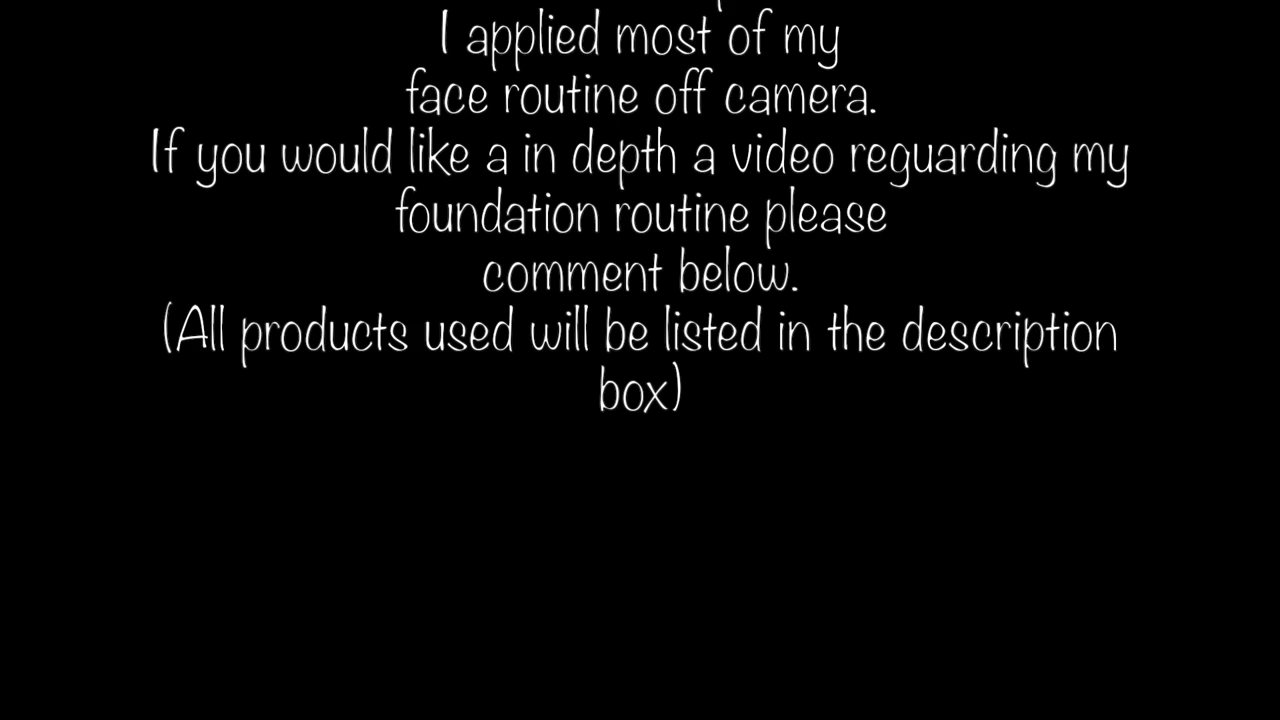 I applied most of my
face routine off camera.
If you would like a in depth a video reguarding my
foundation routine please
comment below.
(All products used will be listed in the description
box)